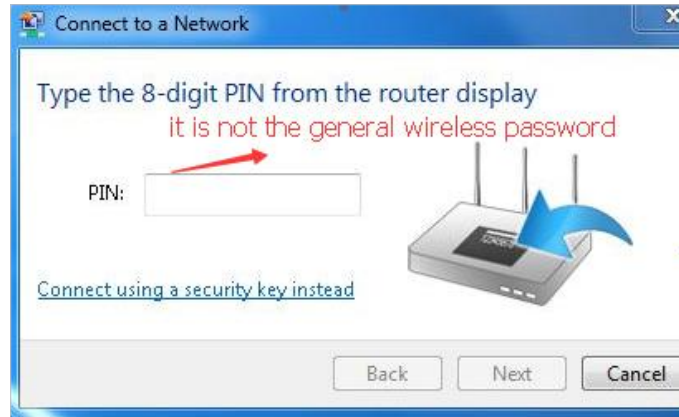 Connect to a Network
x
Type the 8-digit PIN from the router display
it is not the general wireless password
PIN:
Connect using a security key instead
Back
Next
Cancel